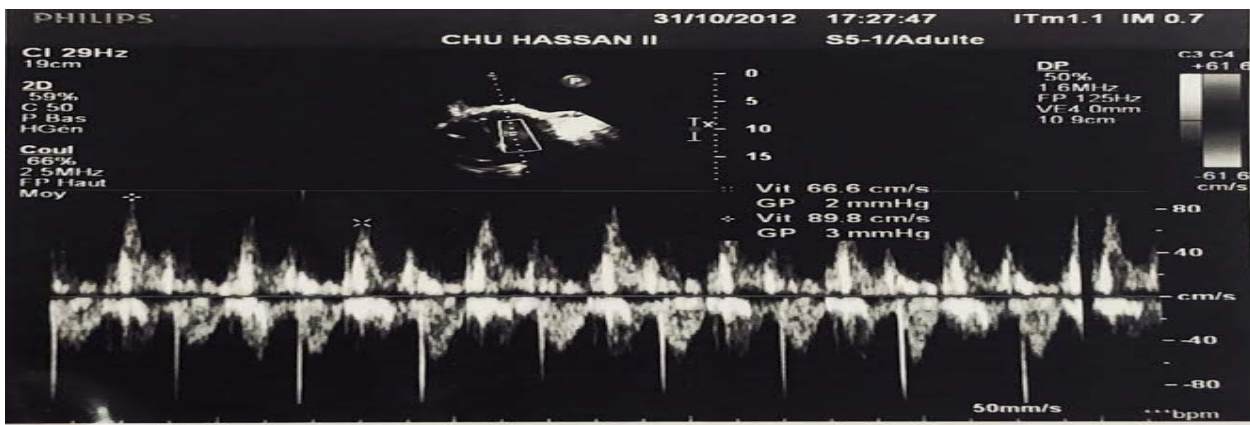 PHILIPS
31/10/2012 17:27:47 ITm1.1 IM 0.7
CHU HASSAN II S5-1/Adulte
CI 29Hz
19cm
2D
59%
C 50
P Bas
HGén
Coul
66%
2.5MHz
FP Haut
Moy
P
0
5
10
15
DP
50%
1.6MHz
FP 125Hz
VE4.0mm
10.9cm
C3 C4
+61.6
-61.6
cm/s
Vit 66.6 cm/s
GP 2 mmHg
Vit 89.8 cm/s
GP 3 mmHg
80
40
cm/s
-40
-80
50mm/s
***bpm